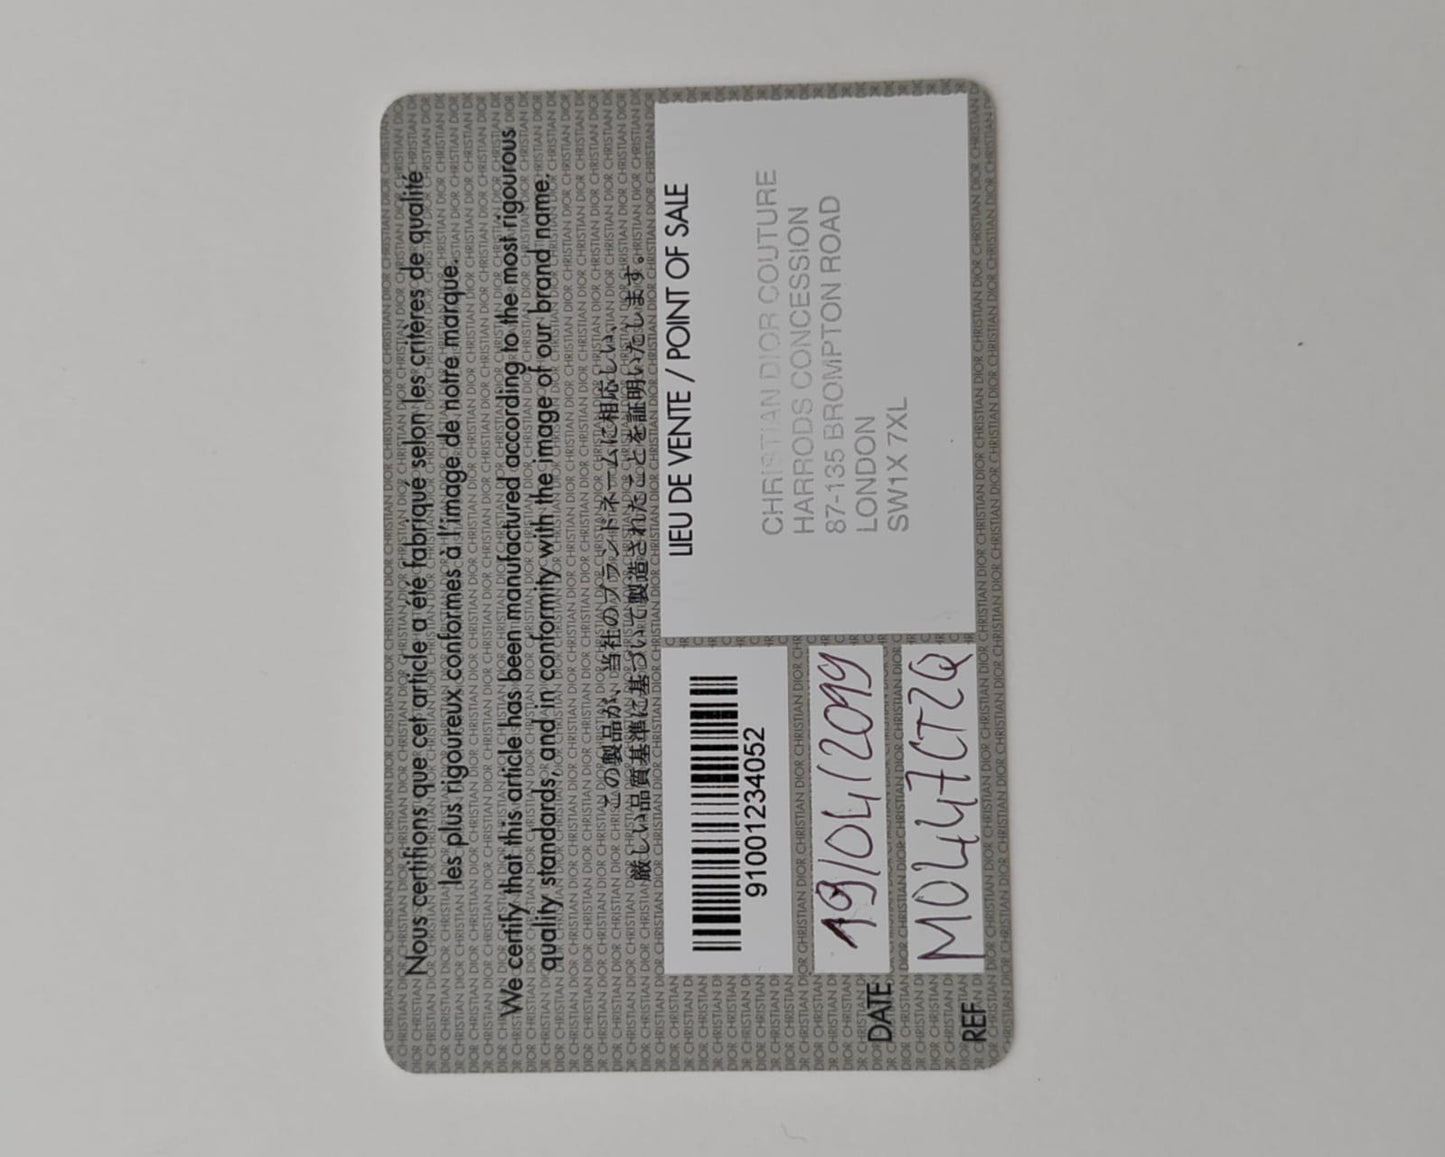 Nous certifions que cet article a été fabriqué selon les critères de qualité
les plus rigoureux conformes à l'image de notre marque.
We certify that this article has been manufactured according to the most rigourous
quality standards, and in conformity with the image of our brand name.
この製品が、当社のブランドネームに相応しい、
厳しい品質基準に基づいて製造されたことを証明いたします。
LIEU DE VENTE / POINT OF SALE
CHRISTIAN DIOR COUTURE
HARRODS CONCESSION
87-135 BROMPTON ROAD
LONDON
SW1X 7XL
91001234052
DATE 19/04/2099
REF M0447CTZQ